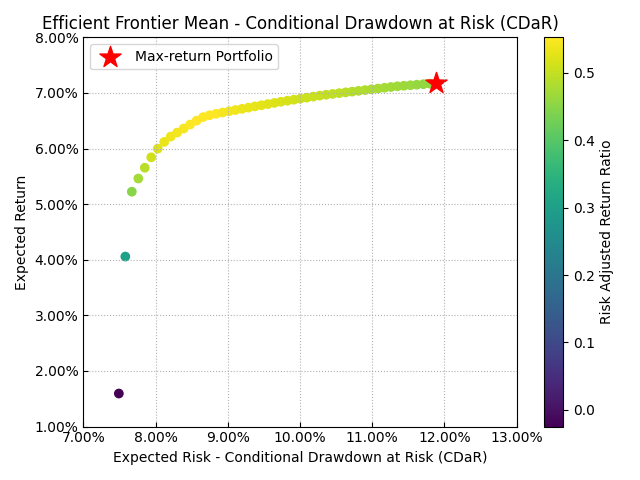 Efficient Frontier Mean - Conditional Drawdown at Risk (CDaR)
Max-return Portfolio
8.00%
7.00%
6.00%
5.00%
4.00%
3.00%
2.00%
1.00%
Expected Return
7.00% 8.00% 9.00% 10.00% 11.00% 12.00% 13.00%
Expected Risk - Conditional Drawdown at Risk (CDaR)
0.5
0.4
0.3
0.2
0.1
0.0
Risk Adjusted Return Ratio